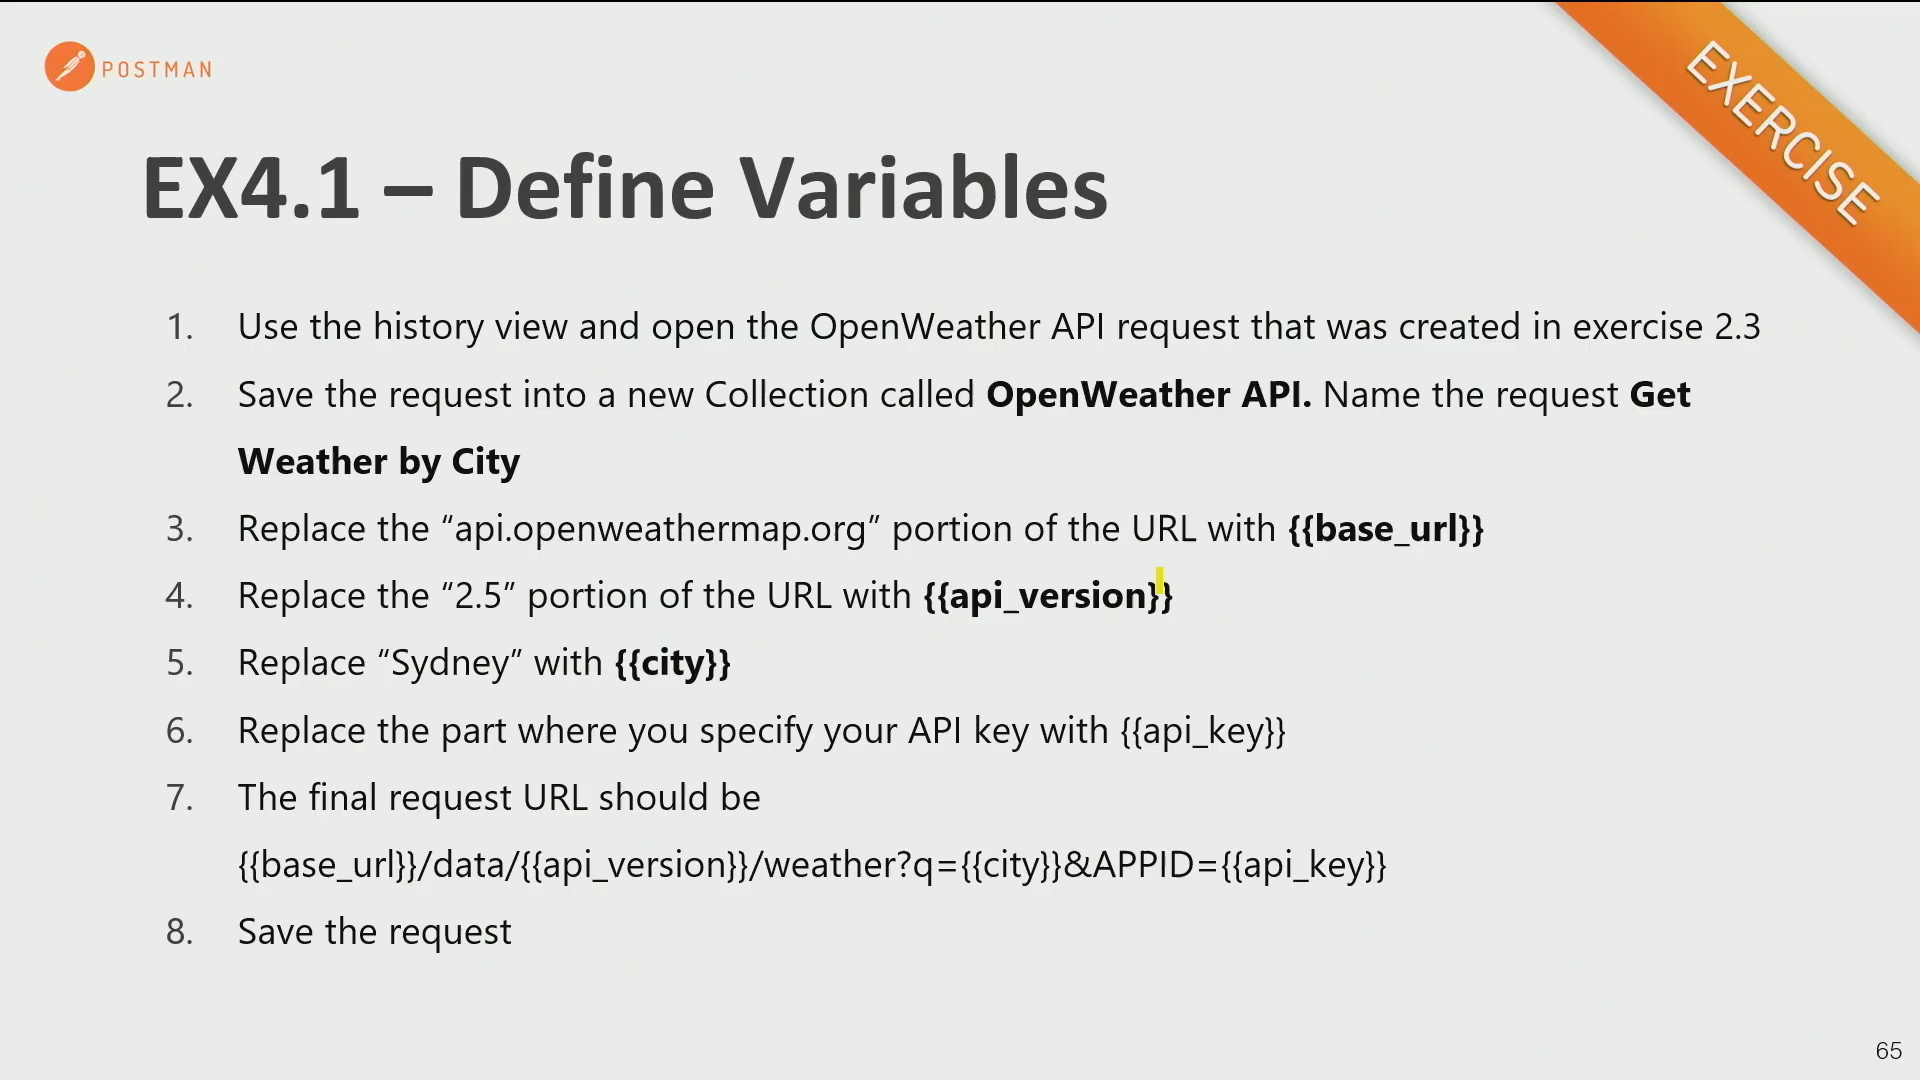 POSTMAN
EXERCISE
EX4.1 – Define Variables
1. Use the history view and open the OpenWeather API request that was created in exercise 2.3
2. Save the request into a new Collection called OpenWeather API. Name the request Get
Weather by City
3. Replace the “api.openweathermap.org” portion of the URL with {{base_url}}
4. Replace the “2.5” portion of the URL with {{api_version}}
5. Replace “Sydney” with {{city}}
6. Replace the part where you specify your API key with {{api_key}}
7. The final request URL should be
{{base_url}}/data/{{api_version}}/weather?q={{city}}&APPID={{api_key}}
8. Save the request
65